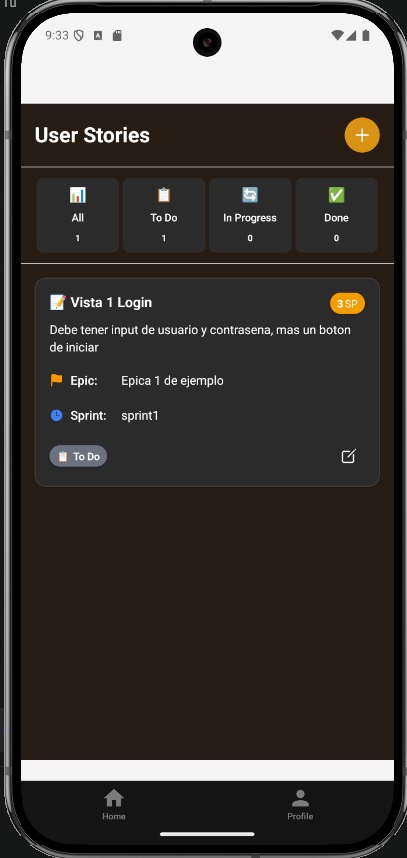 9:33
User Stories
All
To Do
In Progress
Done
1
1
0
0
Vista 1 Login
3 SP
Debe tener input de usuario y contrasena, mas un boton
de iniciar
Epic: Epica 1 de ejemplo
Sprint: sprint1
To Do
Home
Profile